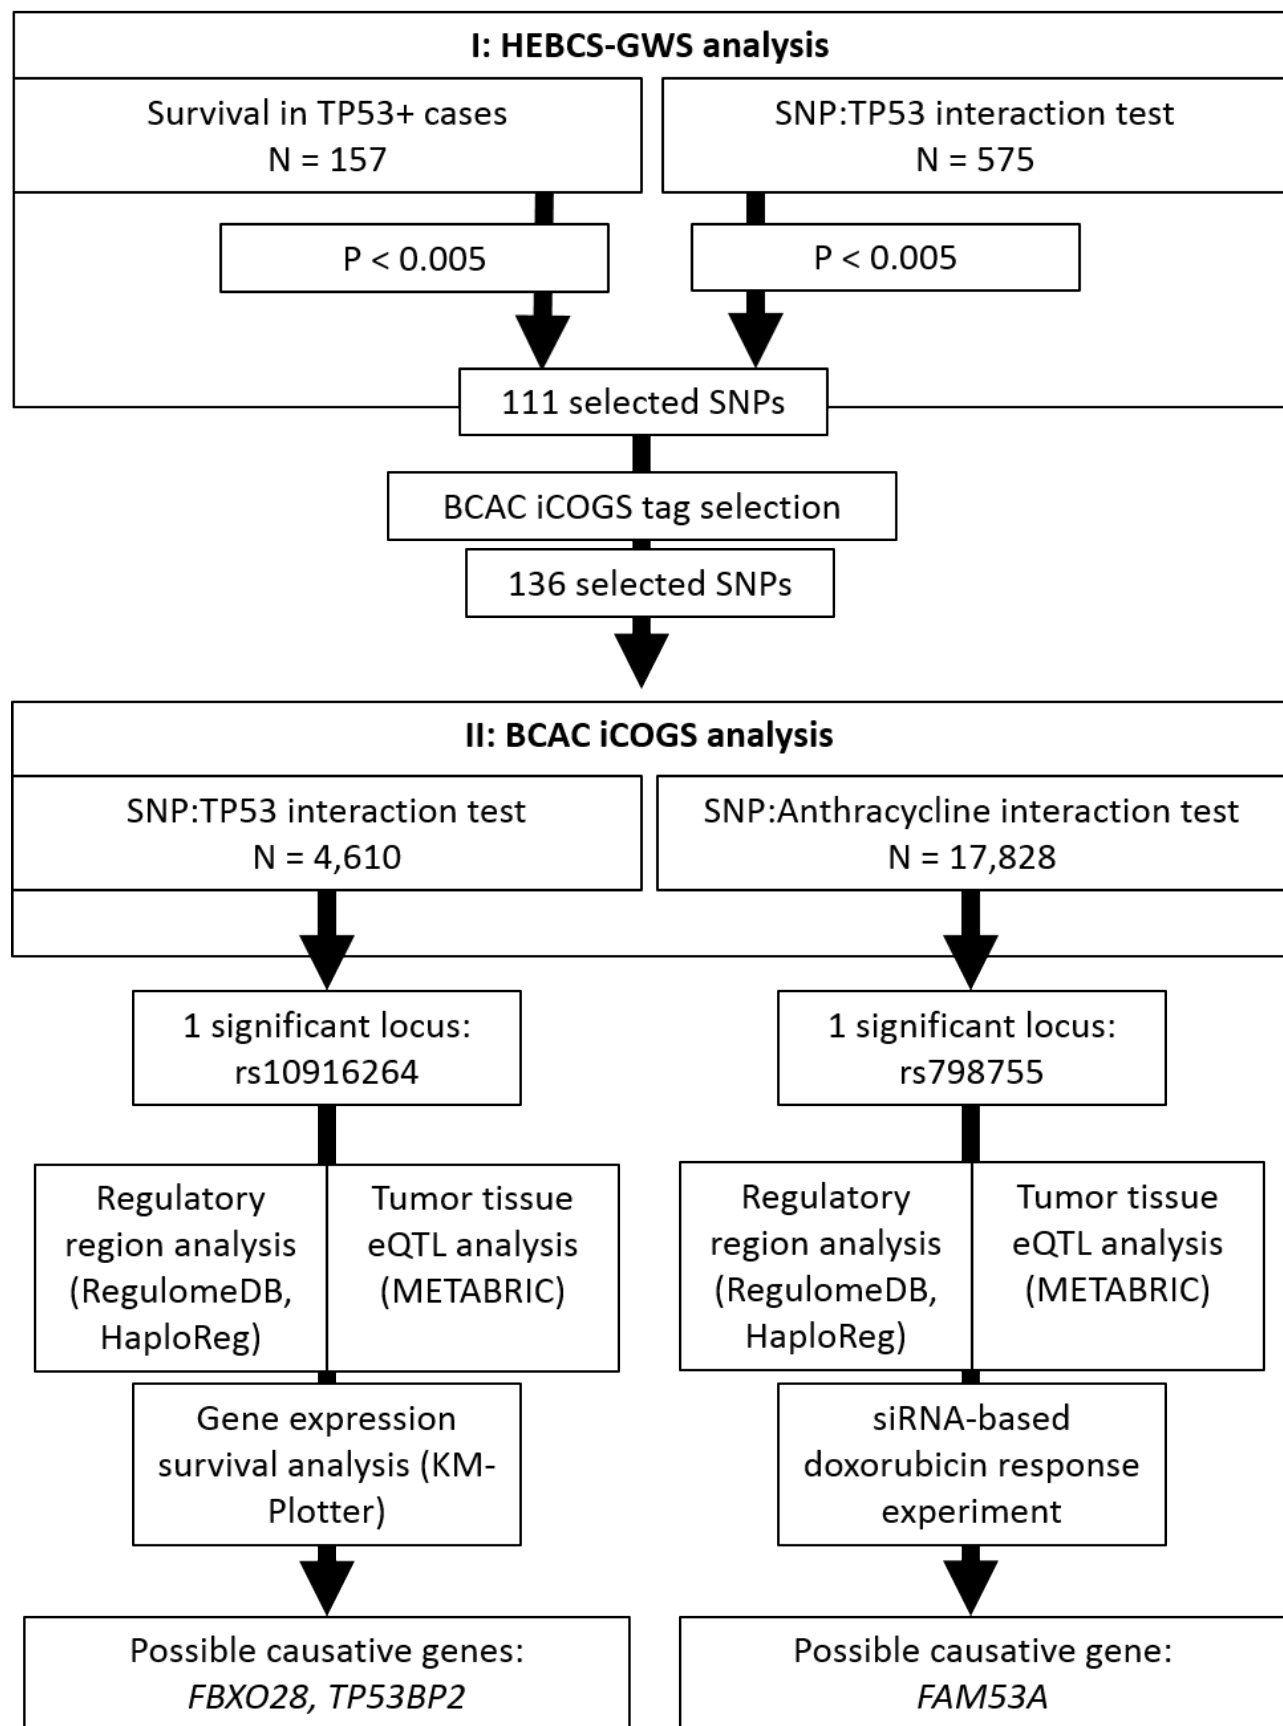 I: HEBCS-GWS analysis
Survival in TP53+ cases
N = 157
SNP:TP53 interaction test
N = 575
P < 0.005
P < 0.005
111 selected SNPs
BCAC iCOGS tag selection
136 selected SNPs
II: BCAC iCOGS analysis
SNP:TP53 interaction test
N = 4,610
SNP:Anthracycline interaction test
N = 17,828
1 significant locus:
rs10916264
1 significant locus:
rs798755
Regulatory
region analysis
(RegulomeDB,
HaploReg)
Tumor tissue
eQTL analysis
(METABRIC)
Regulatory
region analysis
(RegulomeDB,
HaploReg)
Tumor tissue
eQTL analysis
(METABRIC)
Gene expression
survival analysis (KM-
Plotter)
siRNA-based
doxorubicin response
experiment
Possible causative genes:
FBXO28, TP53BP2
Possible causative gene:
FAM53A